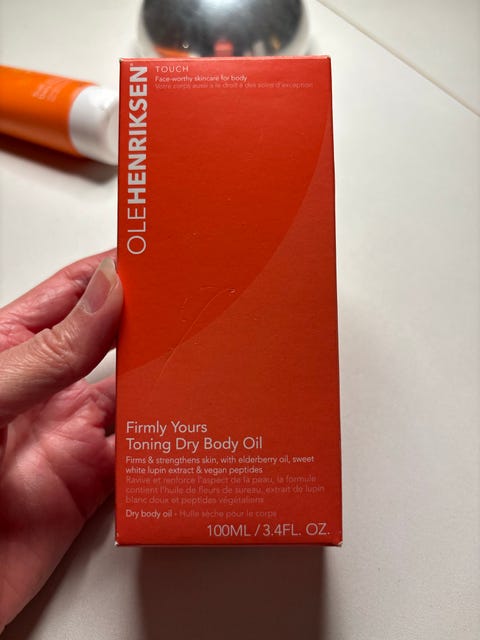 OLEHENRIKSEN®
TOUCH
Face-worthy skincare for body
Votre corps aussi a le droit à des soins d'exception
Firmly Yours
Toning Dry Body Oil
Firms & strengthens skin, with elderberry oil, sweet
white lupin extract & vegan peptides
Ravive et renforce l'aspect de la peau, la formule
contient l'huile de fleurs de sureau, extrait de lupin
blanc doux et peptides végétaliens
Dry body oil - Huile sèche pour le corps
100ML / 3.4FL. OZ.